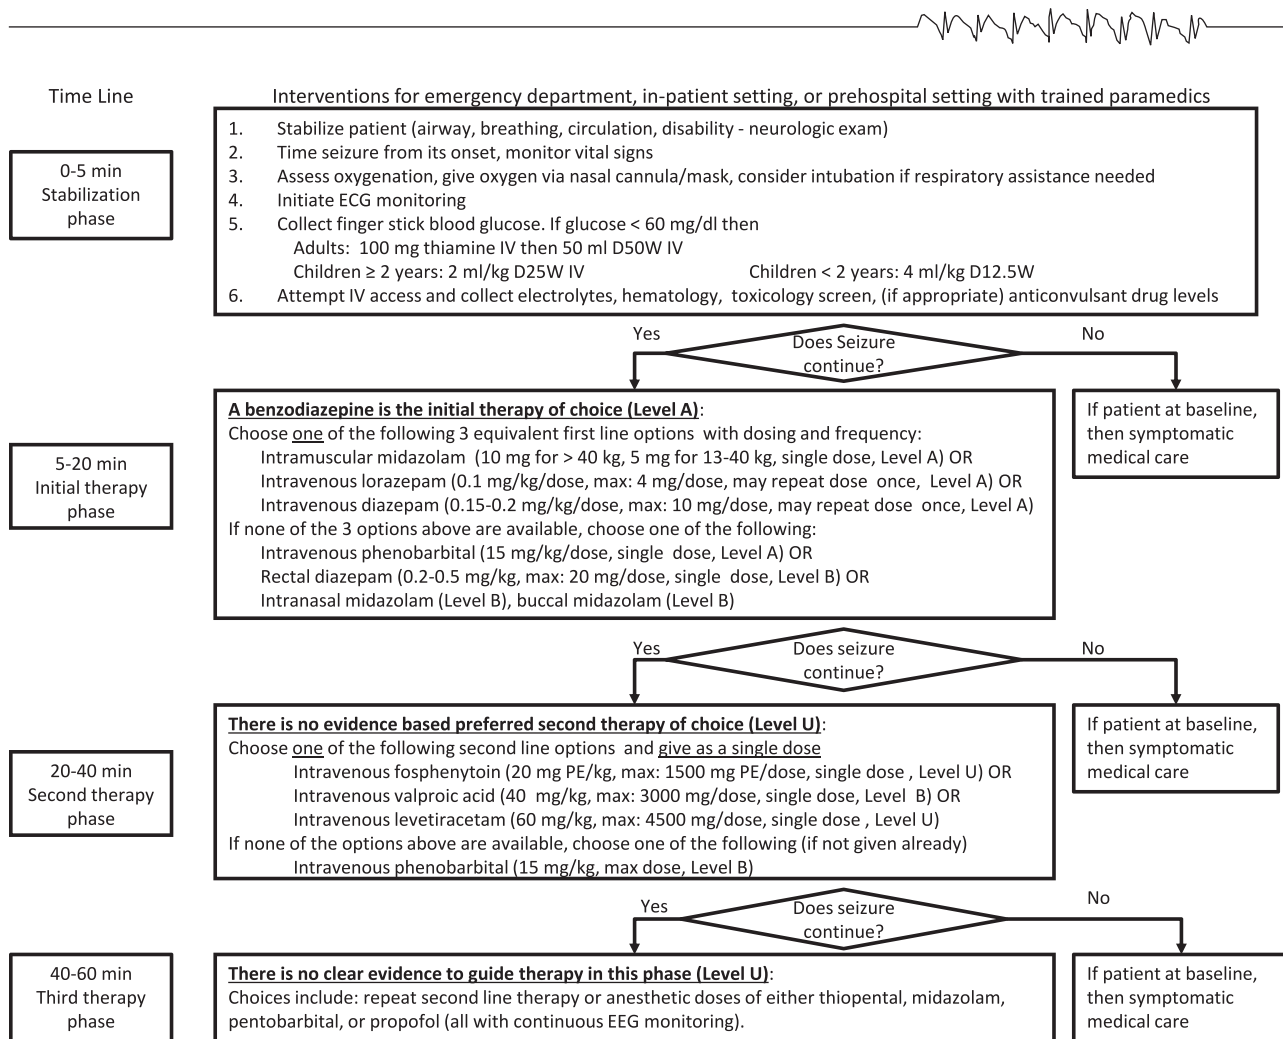 Time Line
Interventions for emergency department, in-patient setting, or prehospital setting with trained paramedics
0-5 min
Stabilization
phase
1. Stabilize patient (airway, breathing, circulation, disability - neurologic exam)
2. Time seizure from its onset, monitor vital signs
3. Assess oxygenation, give oxygen via nasal cannula/mask, consider intubation if respiratory assistance needed
4. Initiate ECG monitoring
5. Collect finger stick blood glucose. If glucose < 60 mg/dl then
Adults: 100 mg thiamine IV then 50 ml D50W IV
Children ≥ 2 years: 2 ml/kg D25W IV Children < 2 years: 4 ml/kg D12.5W
6. Attempt IV access and collect electrolytes, hematology, toxicology screen, (if appropriate) anticonvulsant drug levels
Yes
Does Seizure
continue?
No
5-20 min
Initial therapy
phase
A benzodiazepine is the initial therapy of choice (Level A):
Choose one of the following 3 equivalent first line options with dosing and frequency:
Intramuscular midazolam (10 mg for > 40 kg, 5 mg for 13-40 kg, single dose, Level A) OR
Intravenous lorazepam (0.1 mg/kg/dose, max: 4 mg/dose, may repeat dose once, Level A) OR
Intravenous diazepam (0.15-0.2 mg/kg/dose, max: 10 mg/dose, may repeat dose once, Level A)
If none of the 3 options above are available, choose one of the following:
Intravenous phenobarbital (15 mg/kg/dose, single dose, Level A) OR
Rectal diazepam (0.2-0.5 mg/kg, max: 20 mg/dose, single dose, Level B) OR
Intranasal midazolam (Level B), buccal midazolam (Level B)
If patient at baseline,
then symptomatic
medical care
Yes
Does seizure
continue?
No
20-40 min
Second therapy
phase
There is no evidence based preferred second therapy of choice (Level U):
Choose one of the following second line options and give as a single dose
Intravenous fosphenytoin (20 mg PE/kg, max: 1500 mg PE/dose, single dose , Level U) OR
Intravenous valproic acid (40 mg/kg, max: 3000 mg/dose, single dose, Level B) OR
Intravenous levetiracetam (60 mg/kg, max: 4500 mg/dose, single dose , Level U)
If none of the options above are available, choose one of the following (if not given already)
Intravenous phenobarbital (15 mg/kg, max dose, Level B)
If patient at baseline,
then symptomatic
medical care
Yes
Does seizure
continue?
No
40-60 min
Third therapy
phase
There is no clear evidence to guide therapy in this phase (Level U):
Choices include: repeat second line therapy or anesthetic doses of either thiopental, midazolam,
pentobarbital, or propofol (all with continuous EEG monitoring).
If patient at baseline,
then symptomatic
medical care